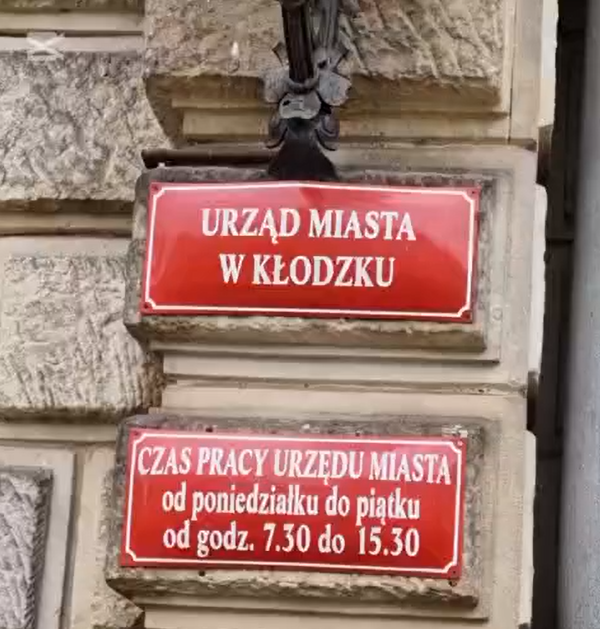 URZĄD MIASTA
W KŁODZKU
CZAS PRACY URZĘDU MIASTA
od poniedziałku do piątku
od godz. 7.30 do 15.30